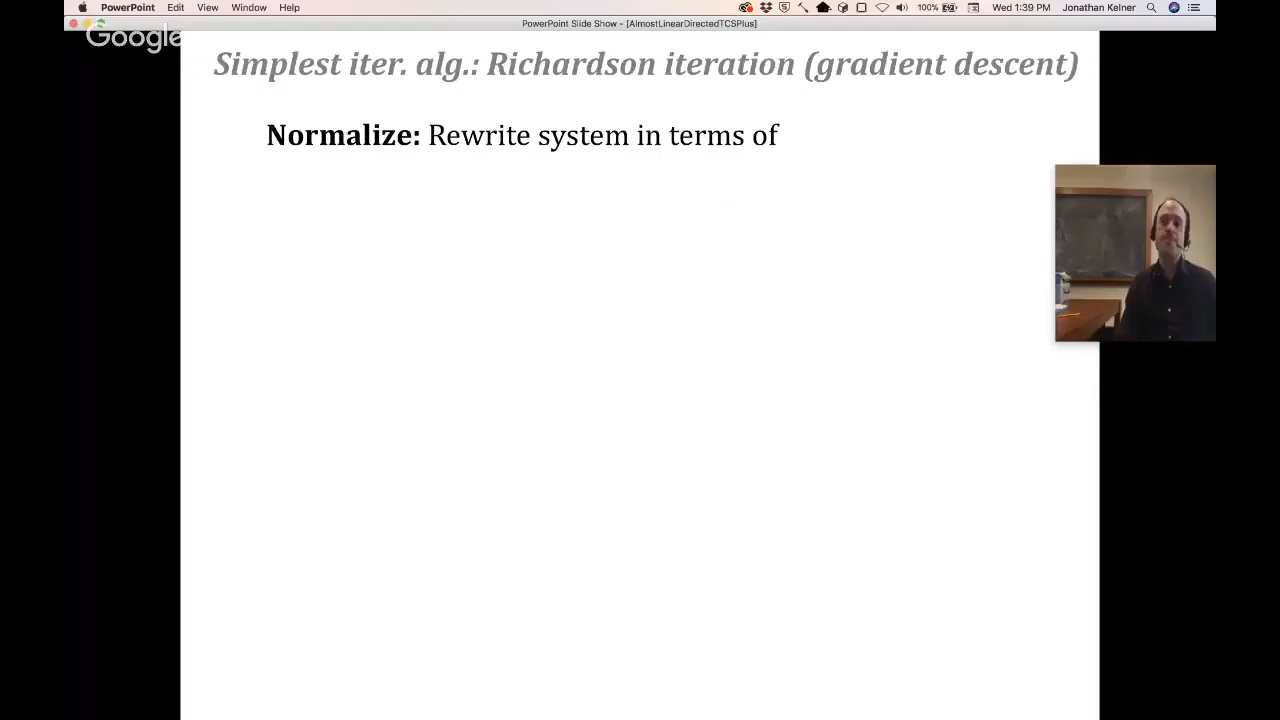 PowerPoint Edit View Window Help 100% Wed 1:39 PM Jonathan Kelner
PowerPoint Slide Show - [AlmostLinearDirectedTCSPlus]
Google
Simplest iter. alg.: Richardson iteration (gradient descent)
Normalize: Rewrite system in terms of